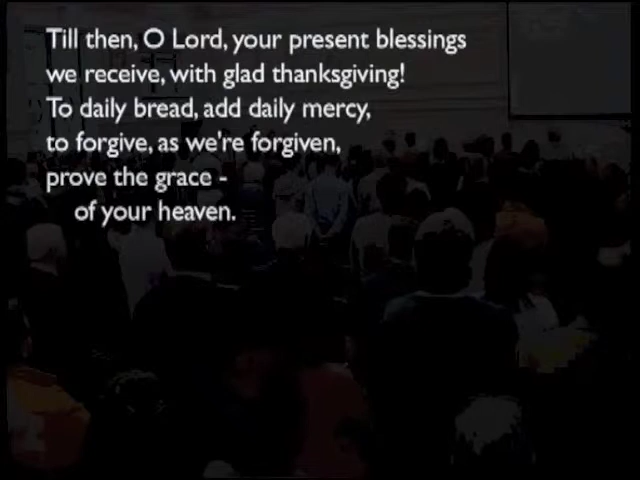 Till then, O Lord, your present blessings
we receive, with glad thanksgiving!
To daily bread, add daily mercy,
to forgive, as we're forgiven,
prove the grace -
of your heaven.